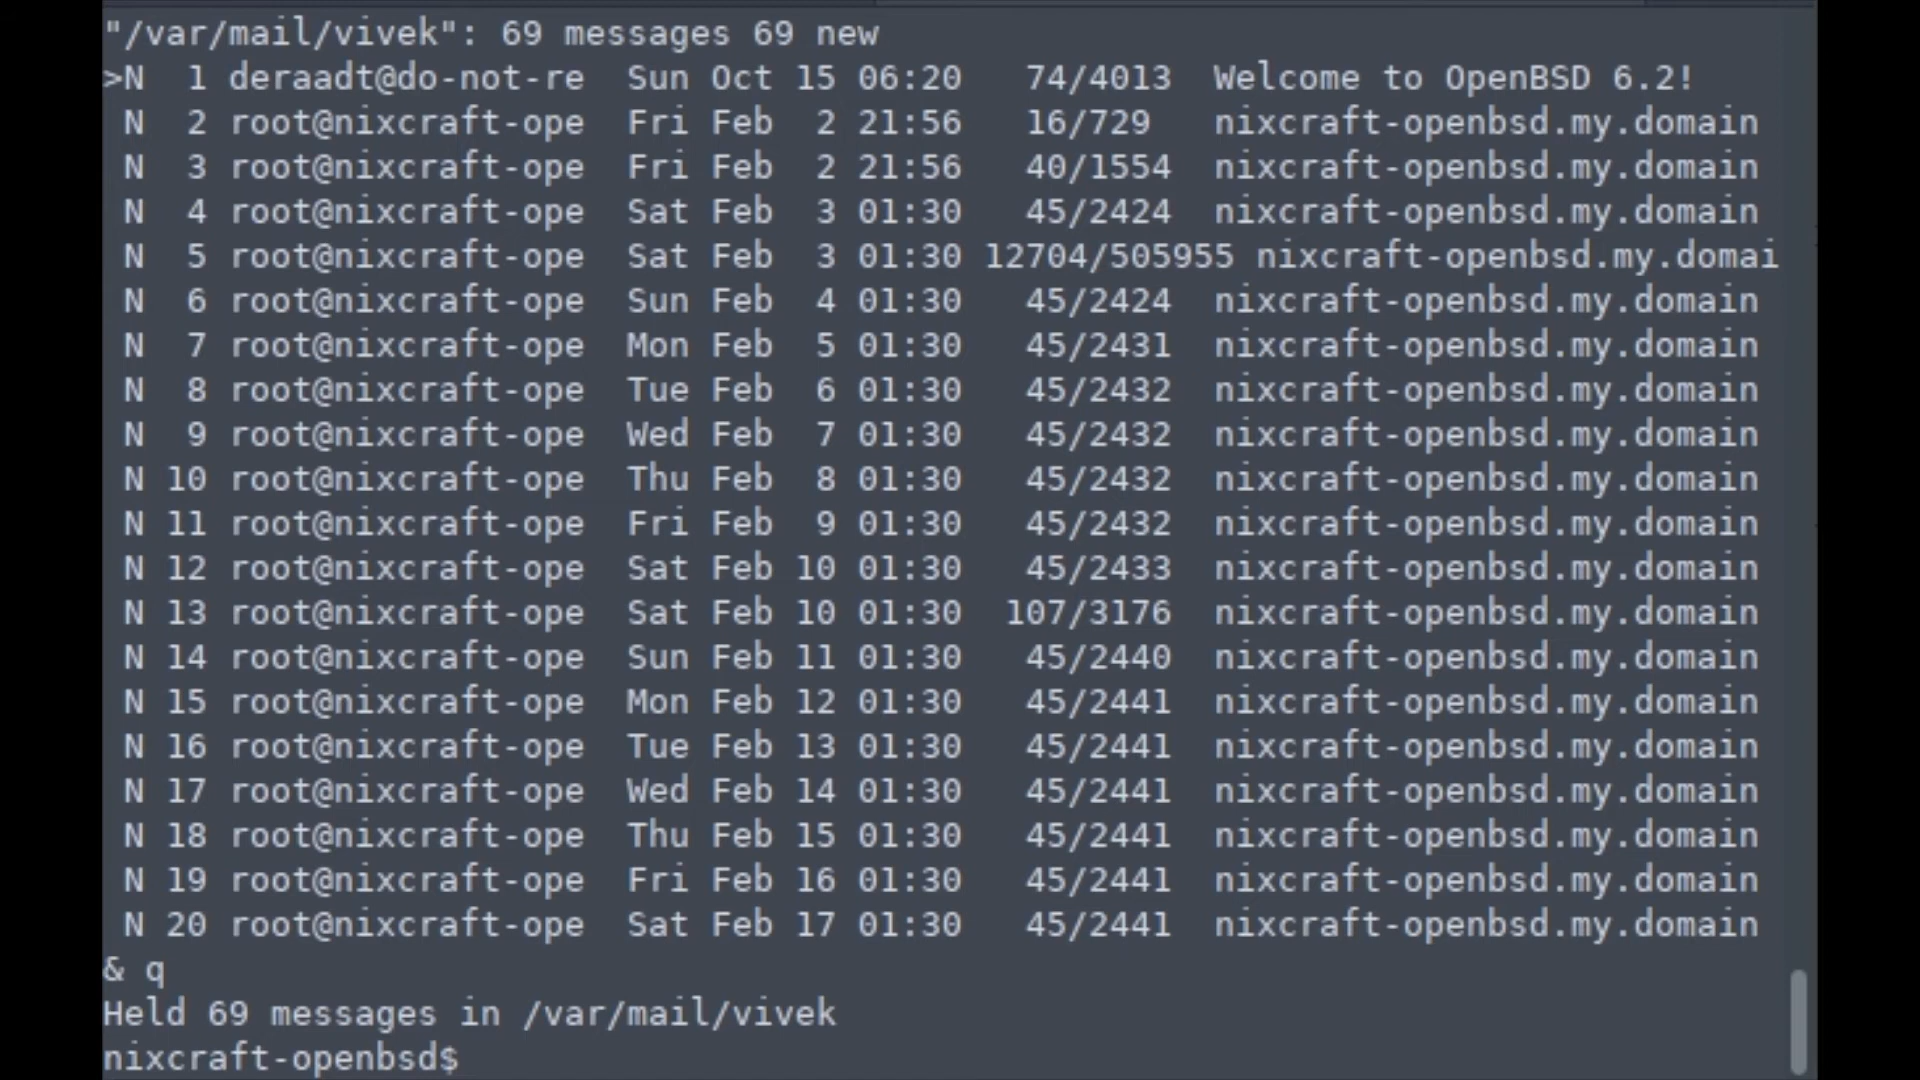 "/var/mail/vivek": 69 messages 69 new
>N  1 deraadt@do-not-re  Sun Oct 15 06:20   74/4013  Welcome to OpenBSD 6.2!
 N  2 root@nixcraft-ope  Fri Feb  2 21:56   16/729   nixcraft-openbsd.my.domain
 N  3 root@nixcraft-ope  Fri Feb  2 21:56   40/1554  nixcraft-openbsd.my.domain
 N  4 root@nixcraft-ope  Sat Feb  3 01:30   45/2424  nixcraft-openbsd.my.domain
 N  5 root@nixcraft-ope  Sat Feb  3 01:30 12704/505955 nixcraft-openbsd.my.domai
 N  6 root@nixcraft-ope  Sun Feb  4 01:30   45/2424  nixcraft-openbsd.my.domain
 N  7 root@nixcraft-ope  Mon Feb  5 01:30   45/2431  nixcraft-openbsd.my.domain
 N  8 root@nixcraft-ope  Tue Feb  6 01:30   45/2432  nixcraft-openbsd.my.domain
 N  9 root@nixcraft-ope  Wed Feb  7 01:30   45/2432  nixcraft-openbsd.my.domain
 N 10 root@nixcraft-ope  Thu Feb  8 01:30   45/2432  nixcraft-openbsd.my.domain
 N 11 root@nixcraft-ope  Fri Feb  9 01:30   45/2432  nixcraft-openbsd.my.domain
 N 12 root@nixcraft-ope  Sat Feb 10 01:30   45/2433  nixcraft-openbsd.my.domain
 N 13 root@nixcraft-ope  Sat Feb 10 01:30  107/3176  nixcraft-openbsd.my.domain
 N 14 root@nixcraft-ope  Sun Feb 11 01:30   45/2440  nixcraft-openbsd.my.domain
 N 15 root@nixcraft-ope  Mon Feb 12 01:30   45/2441  nixcraft-openbsd.my.domain
 N 16 root@nixcraft-ope  Tue Feb 13 01:30   45/2441  nixcraft-openbsd.my.domain
 N 17 root@nixcraft-ope  Wed Feb 14 01:30   45/2441  nixcraft-openbsd.my.domain
 N 18 root@nixcraft-ope  Thu Feb 15 01:30   45/2441  nixcraft-openbsd.my.domain
 N 19 root@nixcraft-ope  Fri Feb 16 01:30   45/2441  nixcraft-openbsd.my.domain
 N 20 root@nixcraft-ope  Sat Feb 17 01:30   45/2441  nixcraft-openbsd.my.domain
& q
Held 69 messages in /var/mail/vivek
nixcraft-openbsd$